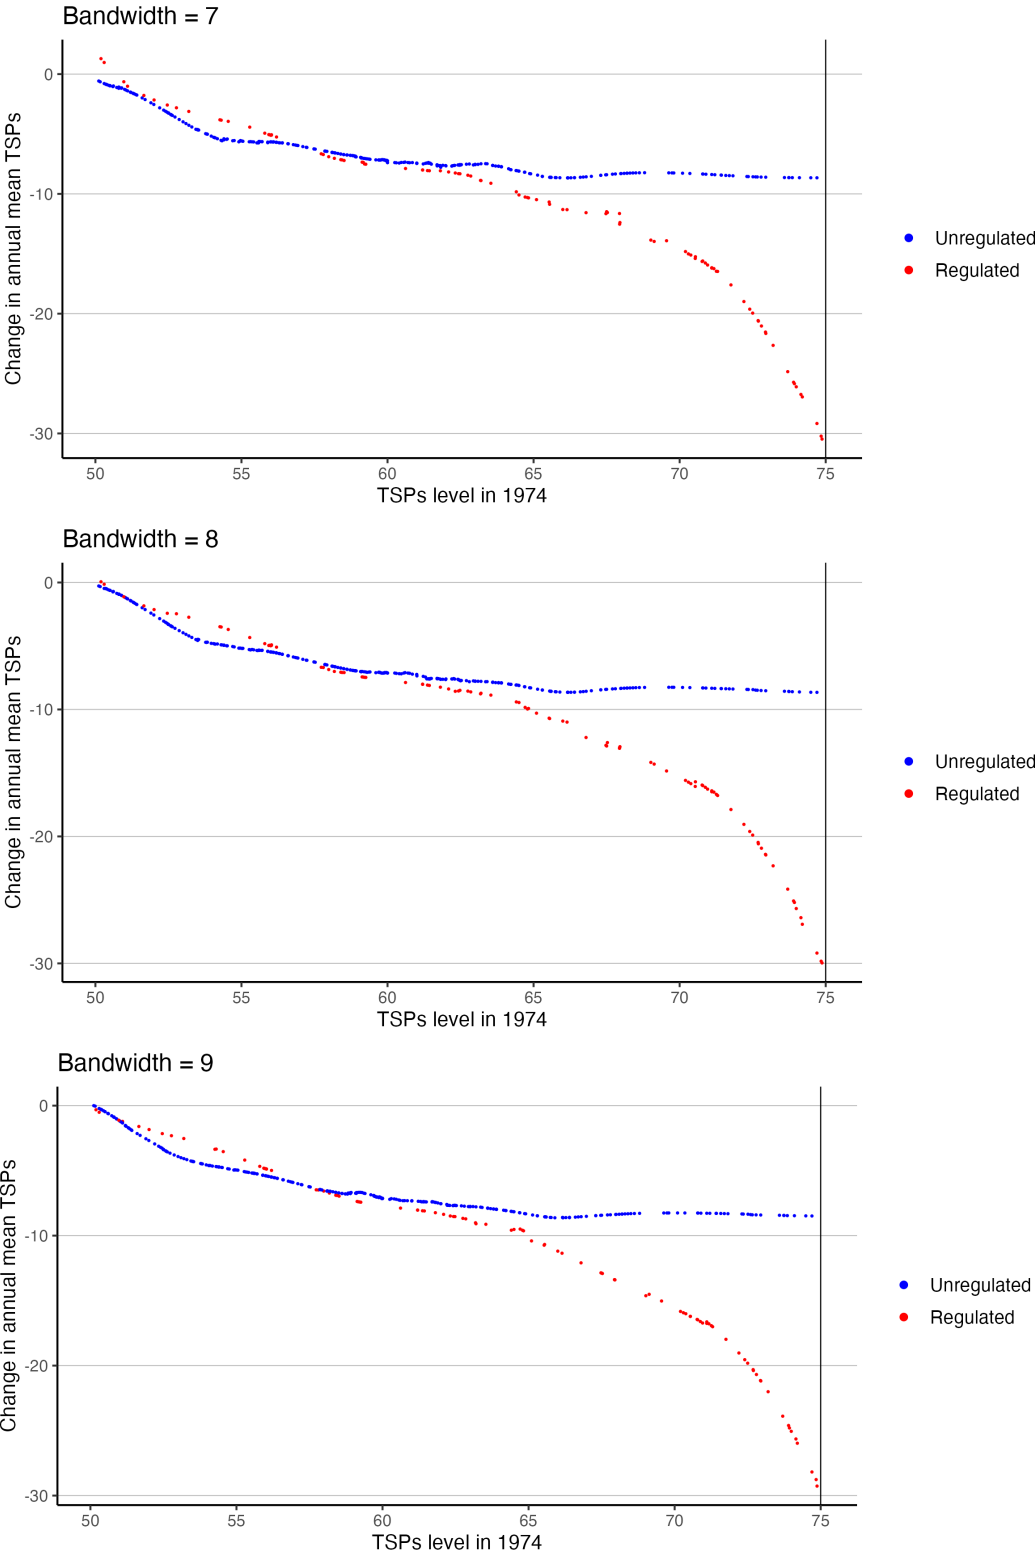 Bandwidth = 7
Change in annual mean TSPs
0
-10
-20
-30
50 55 60 65 70 75
TSPs level in 1974
Unregulated
Regulated
Bandwidth = 8
Change in annual mean TSPs
0
-10
-20
-30
50 55 60 65 70 75
TSPs level in 1974
Unregulated
Regulated
Bandwidth = 9
Change in annual mean TSPs
0
-10
-20
-30
50 55 60 65 70 75
TSPs level in 1974
Unregulated
Regulated